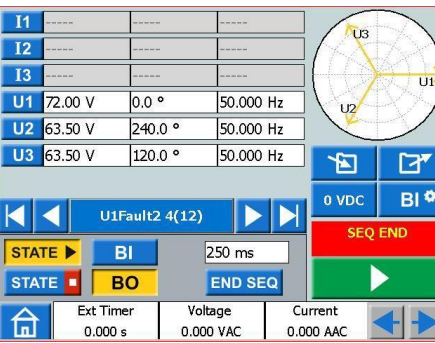 I1 ----- ----- -----
I2 ----- ----- -----
I3 ----- ----- -----
U1 72.00 V 0.0 ° 50.000 Hz
U2 63.50 V 240.0 ° 50.000 Hz
U3 63.50 V 120.0 ° 50.000 Hz
U3
U1
U2
0 VDC BI
U1Fault2 4(12)
SEQ END
STATE BI 250 ms
STATE BO END SEQ
Ext Timer Voltage Current
0.000 s 0.000 VAC 0.000 AAC